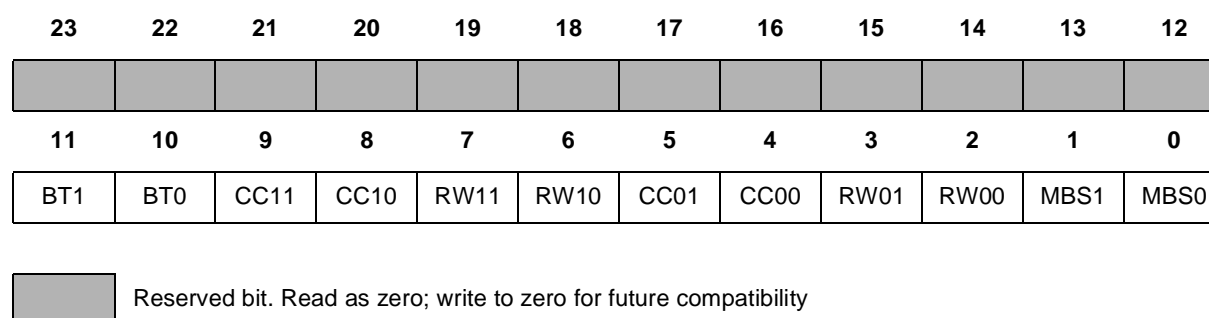 23 22 21 20 19 18 17 16 15 14 13 12
11 10 9 8 7 6 5 4 3 2 1 0
BT1 BT0 CC11 CC10 RW11 RW10 CC01 CC00 RW01 RW00 MBS1 MBS0
Reserved bit. Read as zero; write to zero for future compatibility